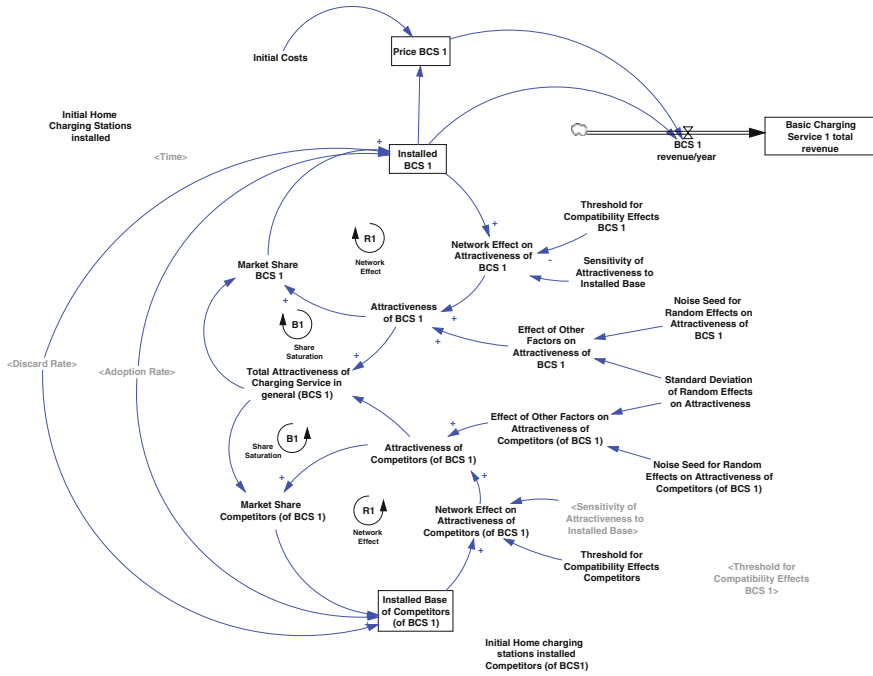 Initial Costs
Price BCS 1
Initial Home
Charging Stations
installed
<Time>
+
Installed
BCS 1
BCS 1
revenue/year
Basic Charging
Service 1 total
revenue
+
Threshold for
Compatibility Effects
BCS 1
R1
Network
Effect
Network Effect on
Attractiveness of
BCS 1
-
Sensitivity of
Attractiveness to
Installed Base
Market Share
BCS 1
+
Attractiveness
of BCS 1
+
+
Noise Seed for
Random Effects on
Attractiveness of
BCS 1
B1
Share
Saturation
Effect of Other
Factors on
Attractiveness of
BCS 1
+
<Discard Rate>
<Adoption Rate>
Total Attractiveness of
Charging Service in
general (BCS 1)
Standard Deviation
of Random Effects
on Attractiveness
+
Effect of Other Factors on
Attractiveness of
Competitors (of BCS 1)
B1
Share
Saturation
Attractiveness of
Competitors (of BCS 1)
+
+
Noise Seed for Random
Effects on Attractiveness of
Competitors (of BCS 1)
Market Share
Competitors (of BCS 1)
R1
Network
Effect
Network Effect on
Attractiveness of
Competitors (of BCS 1)
<Sensitivity of
Attractiveness to
Installed Base>
+
Threshold for
Compatibility Effects
Competitors
<Threshold for
Compatibility Effects
BCS 1>
Installed Base
of Competitors
(of BCS 1)
+
Initial Home charging
stations installed
Competitors (of BCS1)